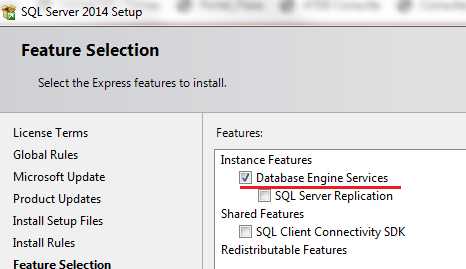 SQL Server 2014 Setup
Feature Selection
Select the Express features to install.
License Terms
Global Rules
Microsoft Update
Product Updates
Install Setup Files
Install Rules
Feature Selection
Features:
Instance Features
Database Engine Services
SQL Server Replication
Shared Features
SQL Client Connectivity SDK
Redistributable Features